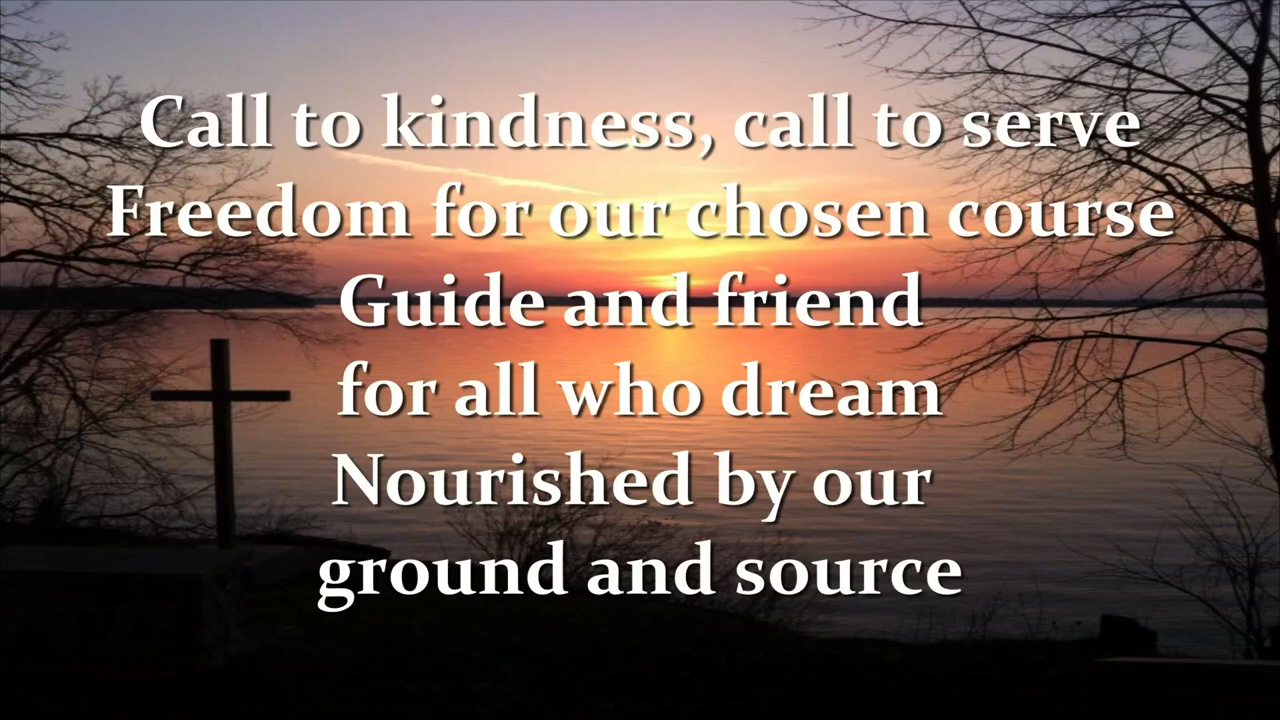 Call to kindness, call to serve
Freedom for our chosen course
Guide and friend
for all who dream
Nourished by our
ground and source